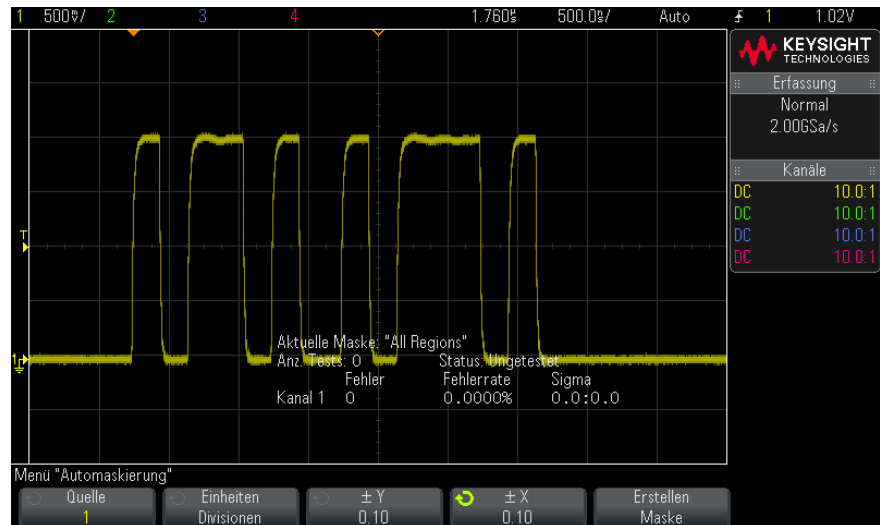 1 500mV/ 2 3 4 1.760s 500.0s/ Auto 1 1.02V
KEYSIGHT
TECHNOLOGIES
Erfassung
Normal
2.00GSa/s
Kanäle
DC 10.0:1
DC 10.0:1
DC 10.0:1
DC 10.0:1
T
1
Aktuelle Maske: "All Regions"
Anz. Tests: 0 Status: Ungetestet
Fehler Fehlerrate Sigma
Kanal 1 0 0.0000% 0.0:0.0
Menü "Automaskierung"
Quelle Einheiten ± Y ± X Erstellen
1 Divisionen 0.10 0.10 Maske